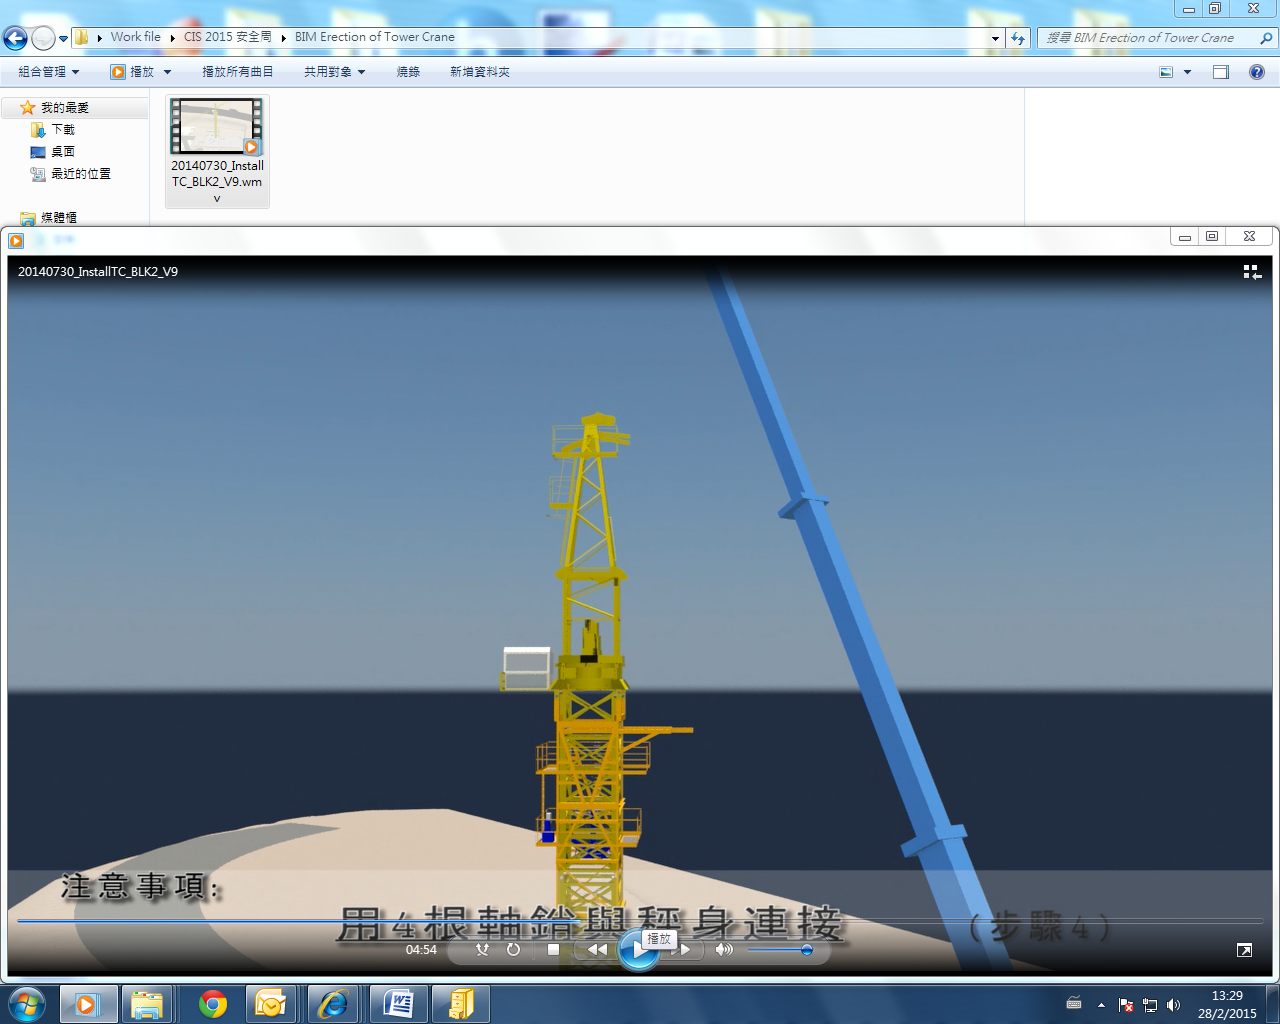 Work file
CIS 2015 安全周
BIM Erection of Tower Crane
搜尋 BIM Erection of Tower Crane
組合管理
播放
播放所有曲目
共用對象
燒錄
新增資料夾
我的最愛
下載
桌面
最近的位置
媒體櫃
20140730_Install
TC_BLK2_V9.wm
v
20140730_InstallTC_BLK2_V9
注意事項:
用4根軸銷與秤身連接
(步驟4)
04:54
播放
13:29
28/2/2015